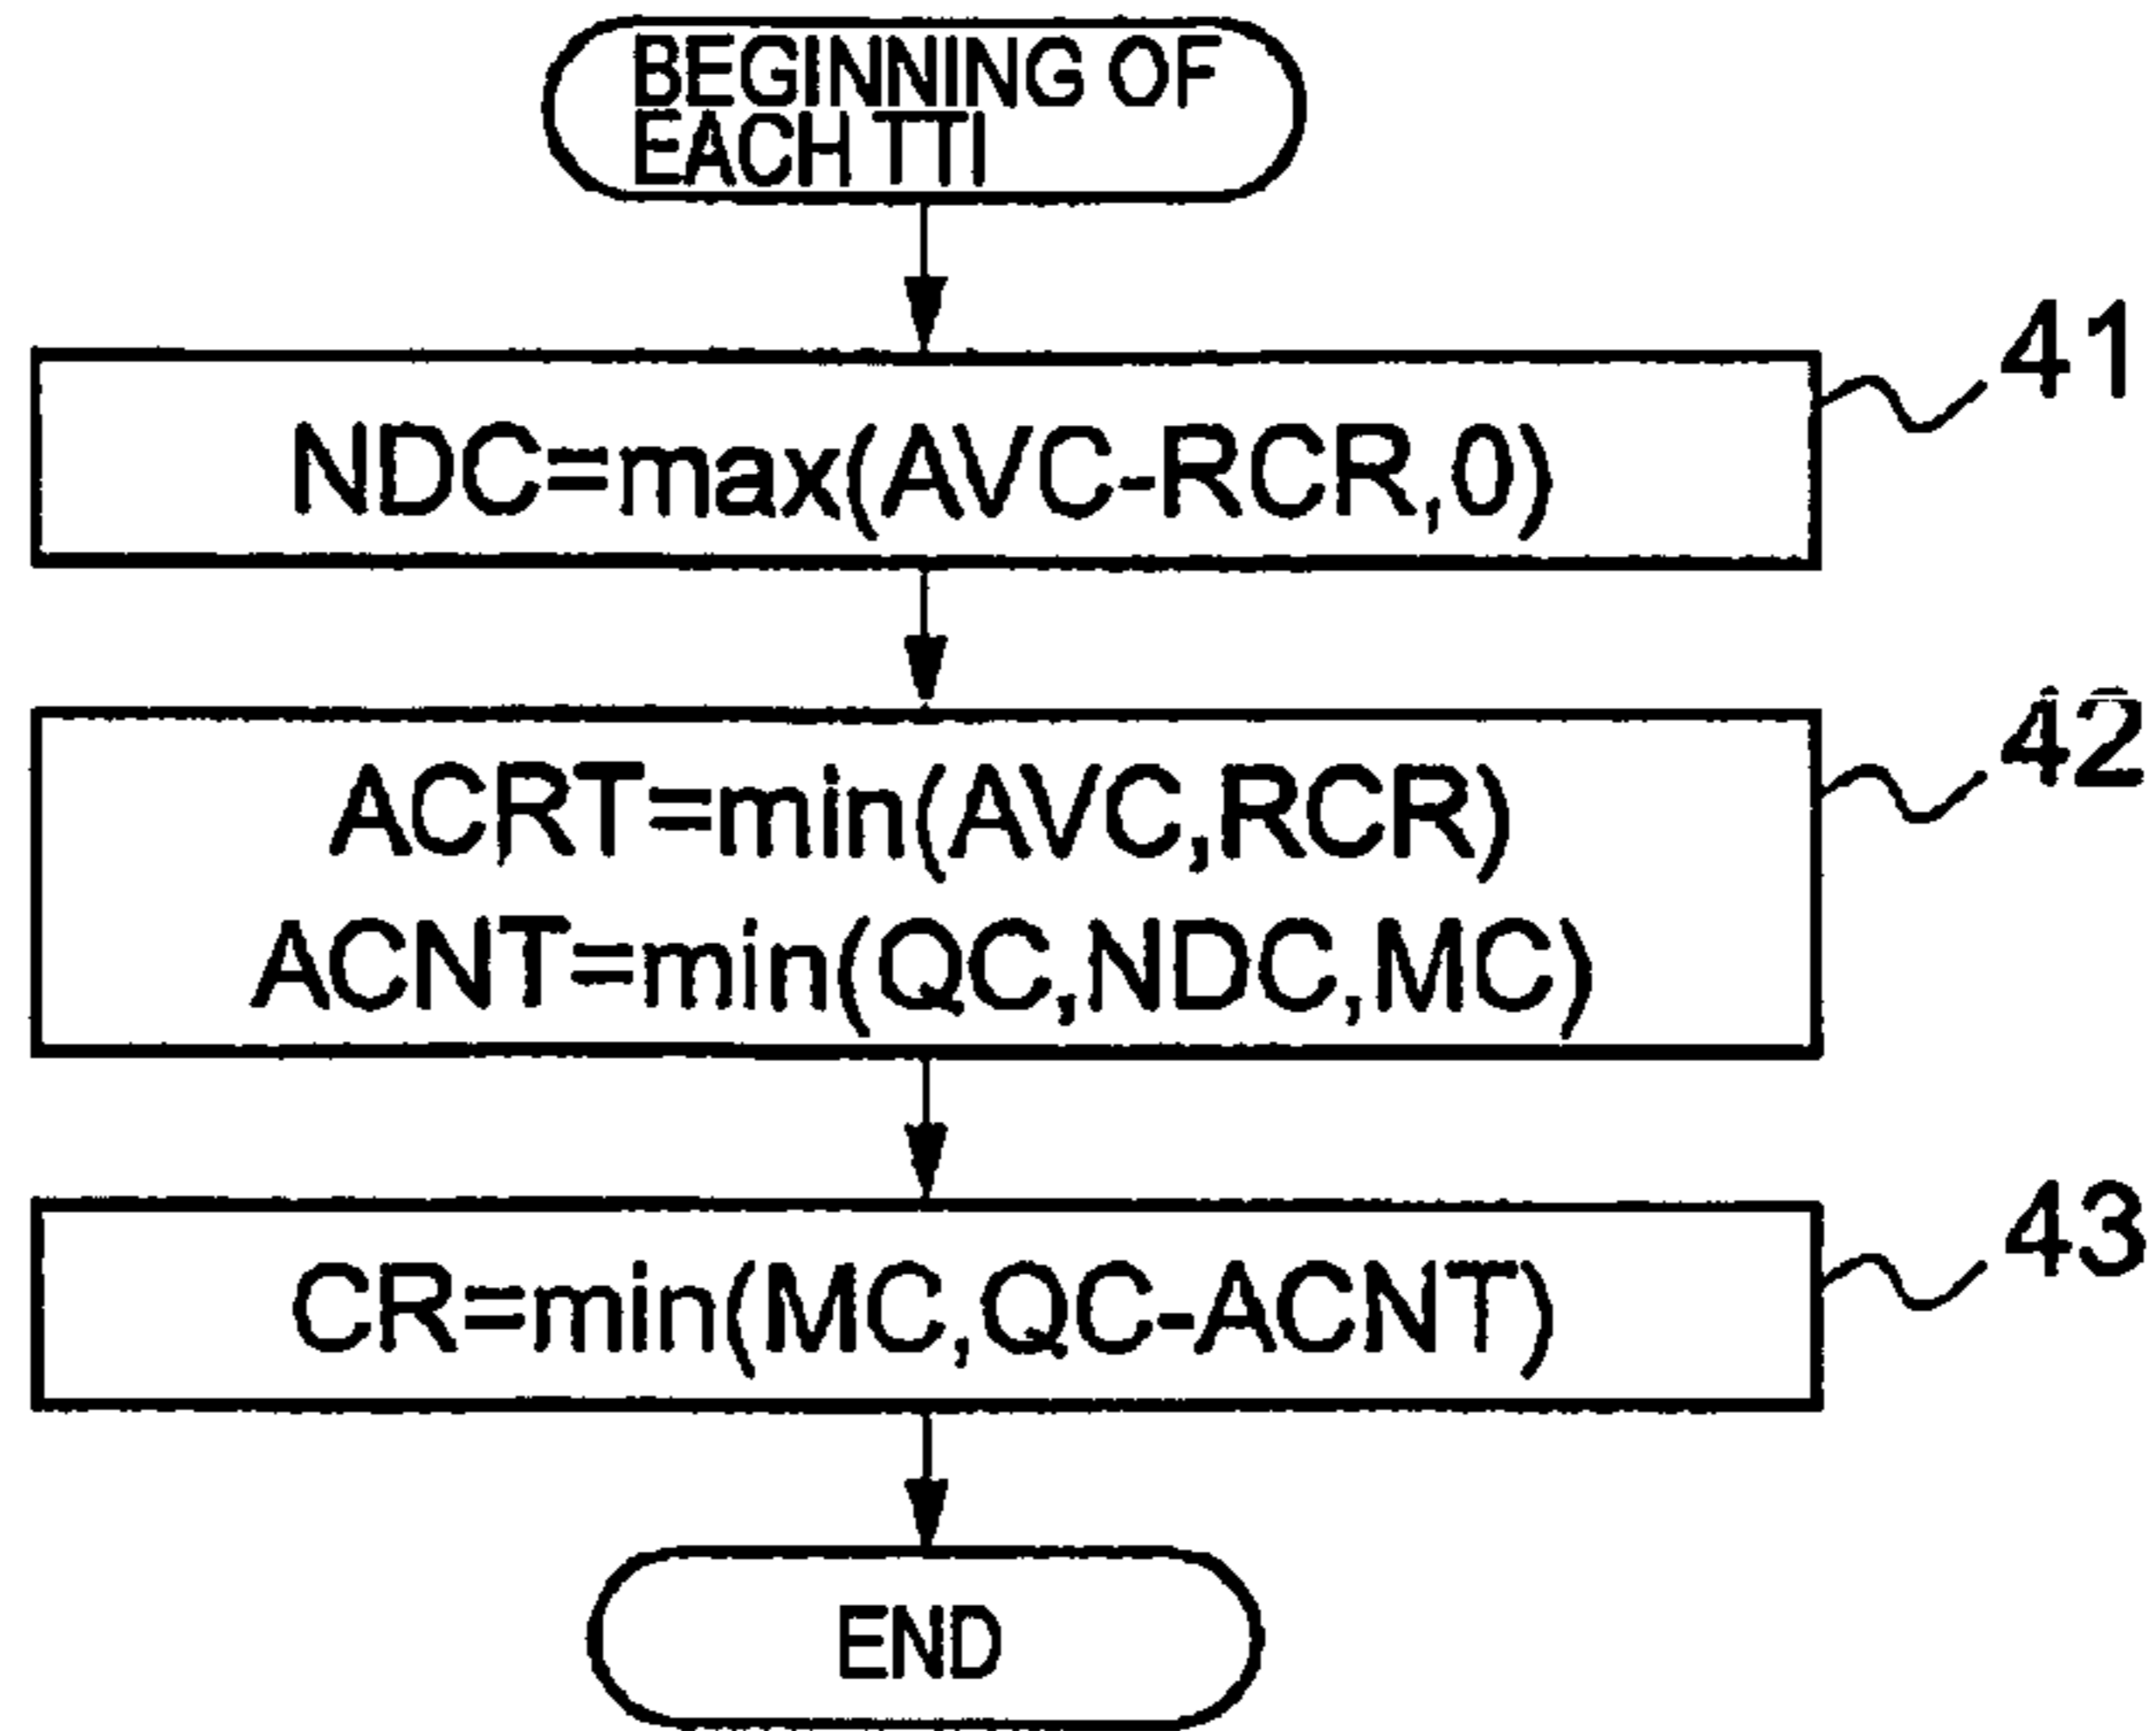 BEGINNING OF
EACH TTI
41
NDC=max(AVC-RCR,0)
42
ACRT=min(AVC,RCR)
ACNT=min(QC,NDC,MC)
43
CR=min(MC,QC-ACNT)
END